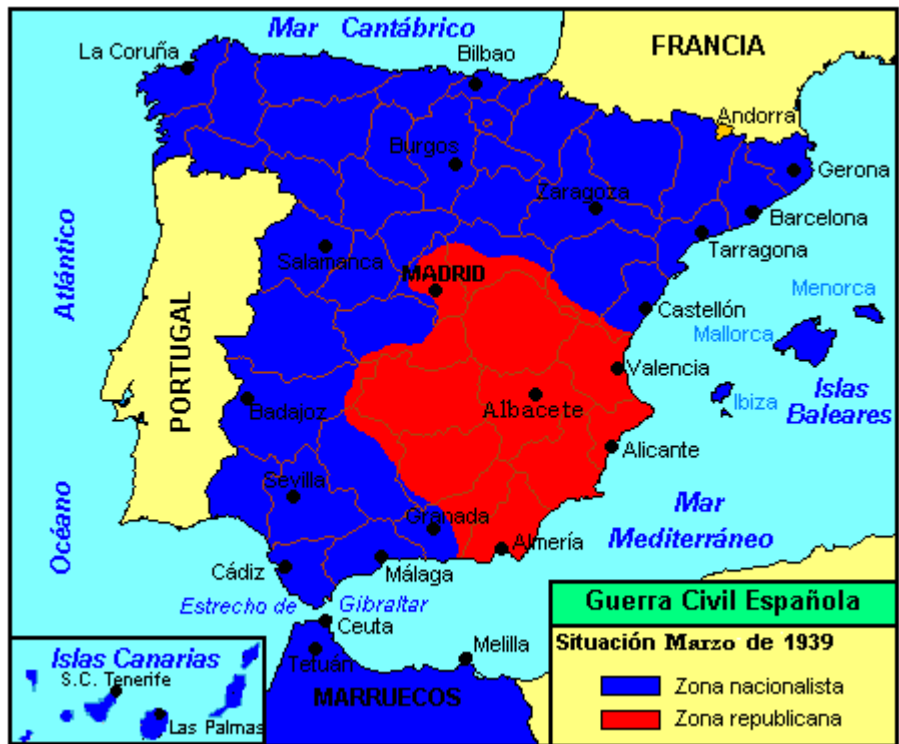 Mar Cantábrico
La Coruña
Bilbao
FRANCIA
Andorra
Burgos
Gerona
Zaragoza
Barcelona
Tarragona
Salamanca
MADRID
Atlántico
Menorca
Castellón
Mallorca
PORTUGAL
Valencia
Islas
Baleares
Ibiza
Badajoz
Albacete
Alicante
Sevilla
Mar
Mediterráneo
Océano
Granada
Almería
Cádiz
Málaga
Estrecho de Gibraltar
Ceuta
Tetuán
Melilla
MARRUECOS
Islas Canarias
S.C. Tenerife
Las Palmas
Guerra Civil Española
Situación Marzo de 1939
Zona nacionalista
Zona republicana